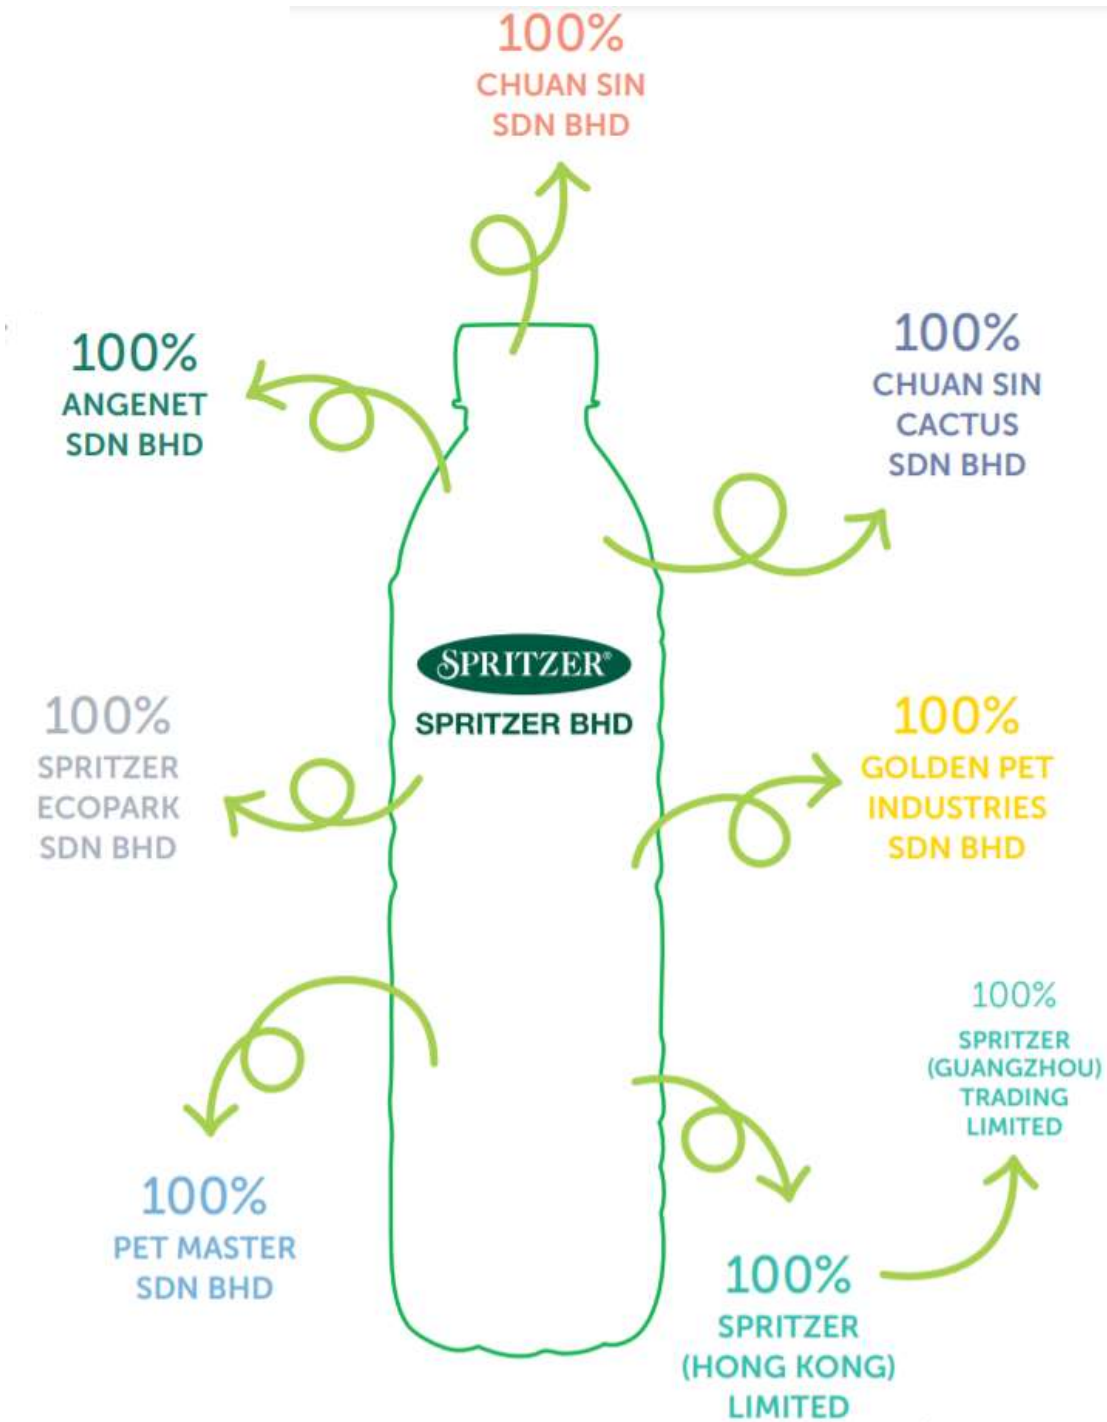 100%
CHUAN SIN
SDN BHD
100%
ANGENET
SDN BHD
100%
CHUAN SIN
CACTUS
SDN BHD
SPRITZER®
SPRITZER BHD
100%
SPRITZER
ECOPARK
SDN BHD
100%
GOLDEN PET
INDUSTRIES
SDN BHD
100%
SPRITZER
(GUANGZHOU)
TRADING
LIMITED
100%
PET MASTER
SDN BHD
100%
SPRITZER
(HONG KONG)
LIMITED